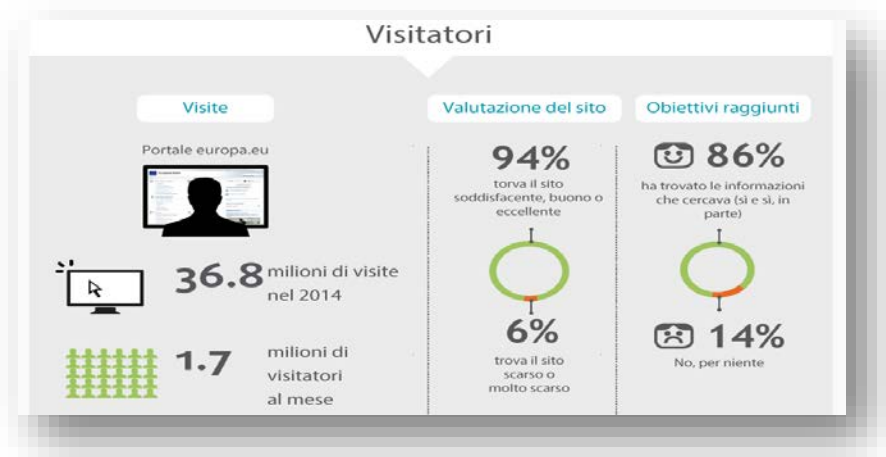 Visitatori
Visite
Portale europa.eu
36.8 milioni di visite
nel 2014
1.7 milioni di
visitatori
al mese
Valutazione del sito
94%
torva il sito
soddisfacente, buono o
eccellente
6%
trova il sito
scarso o
molto scarso
Obiettivi raggiunti
86%
ha trovato le informazioni
che cercava (sì e sì, in
parte)
14%
No, per niente